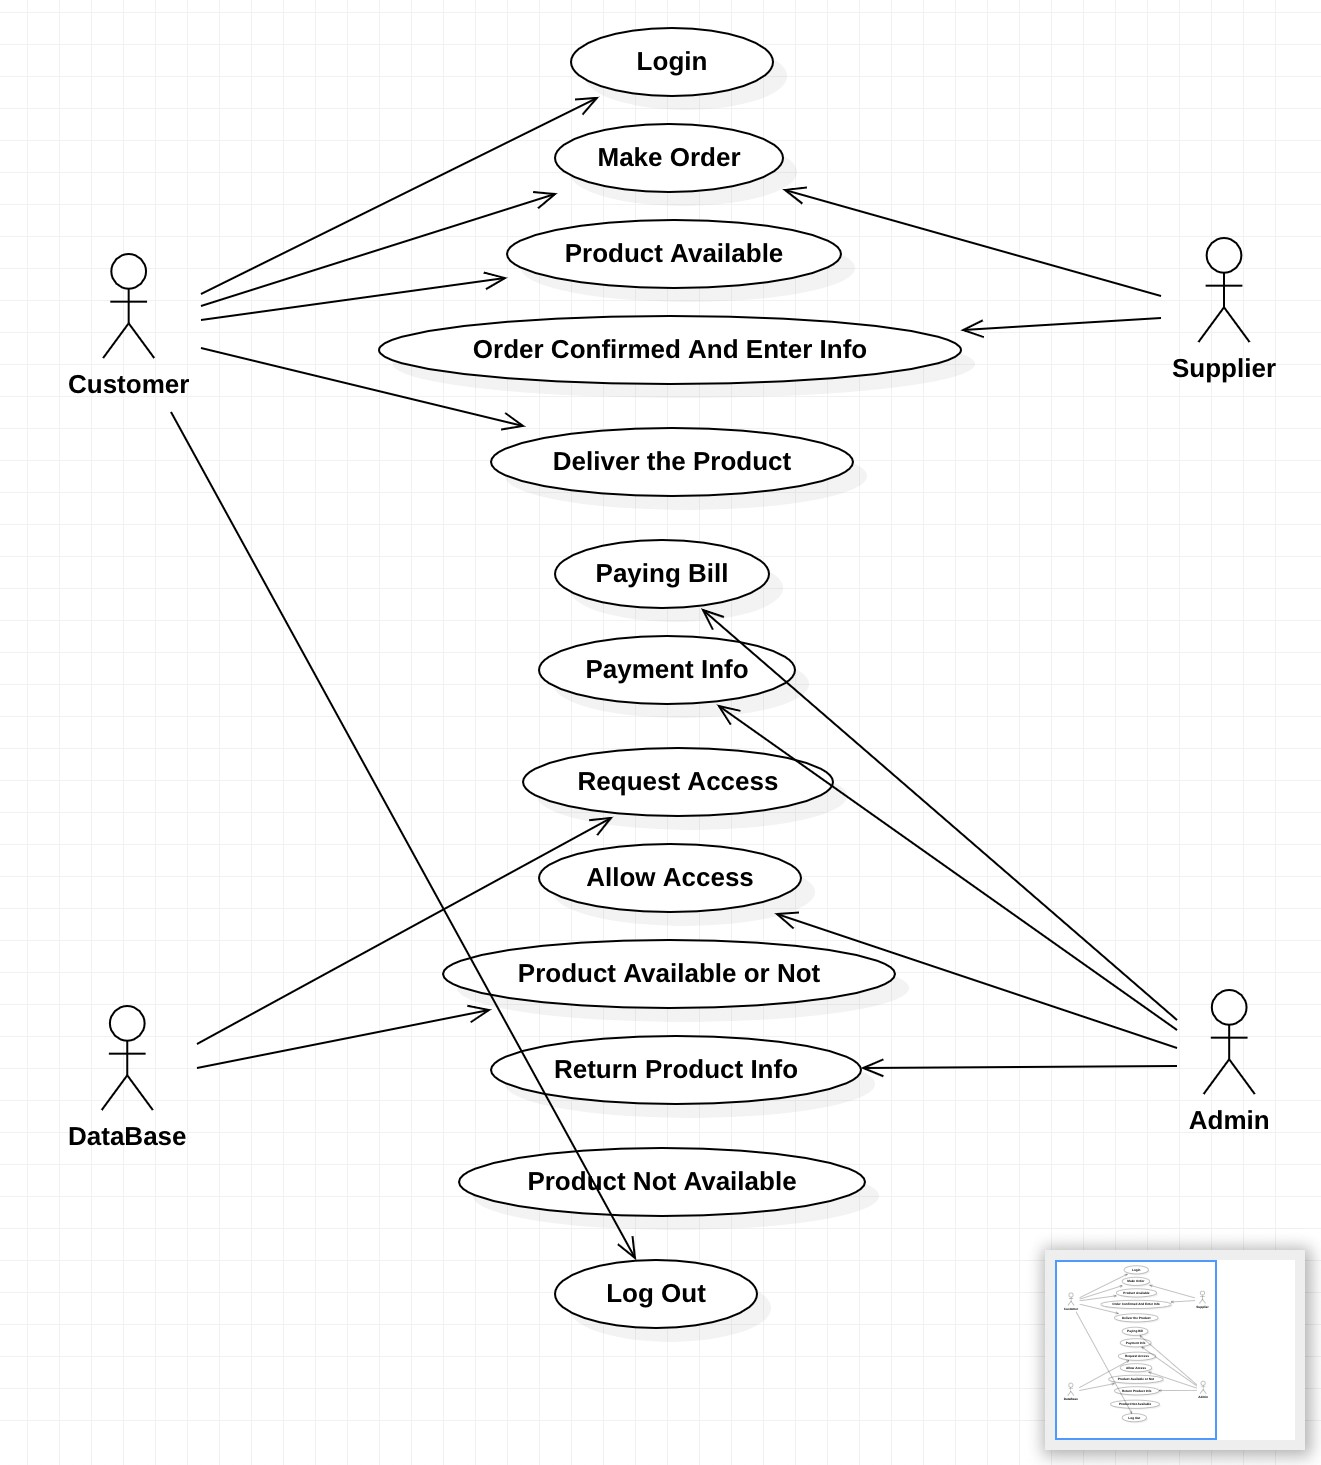 Login
Make Order
Product Available
Order Confirmed And Enter Info
Customer
Supplier
Deliver the Product
Paying Bill
Payment Info
Request Access
Allow Access
Product Available or Not
Return Product Info
DataBase
Admin
Product Not Available
Log Out